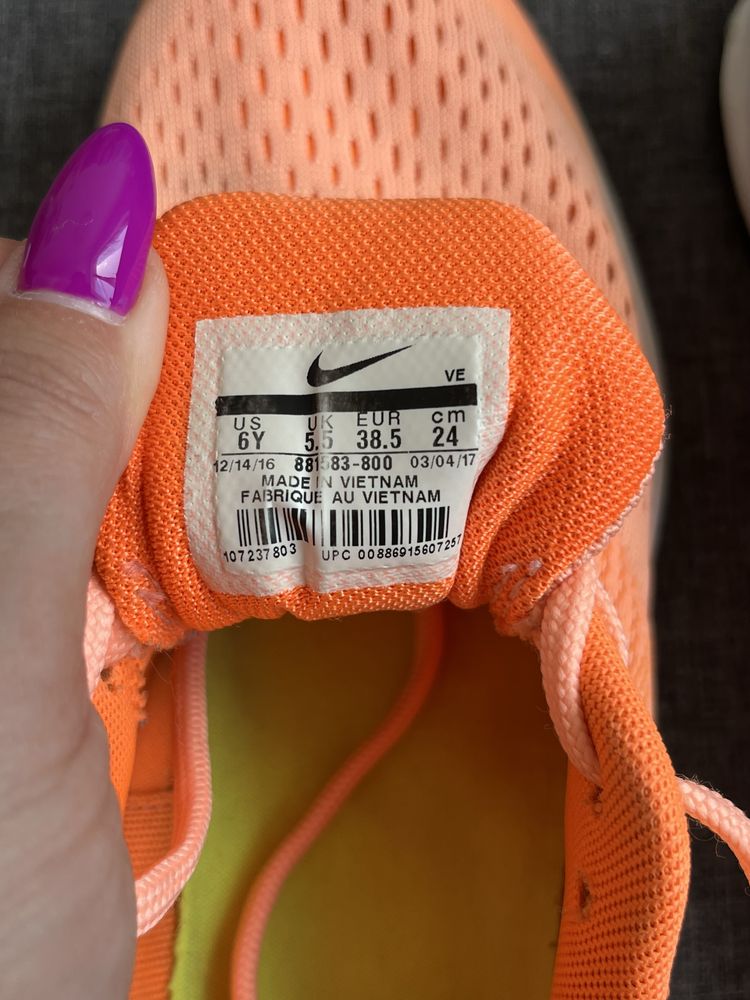 VE
US UK EUR cm
6Y 5.5 38.5 24
12/14/16 881583-800 03/04/17
MADE IN VIETNAM
FABRIQUE AU VIETNAM
107237803 UPC 00886915607257